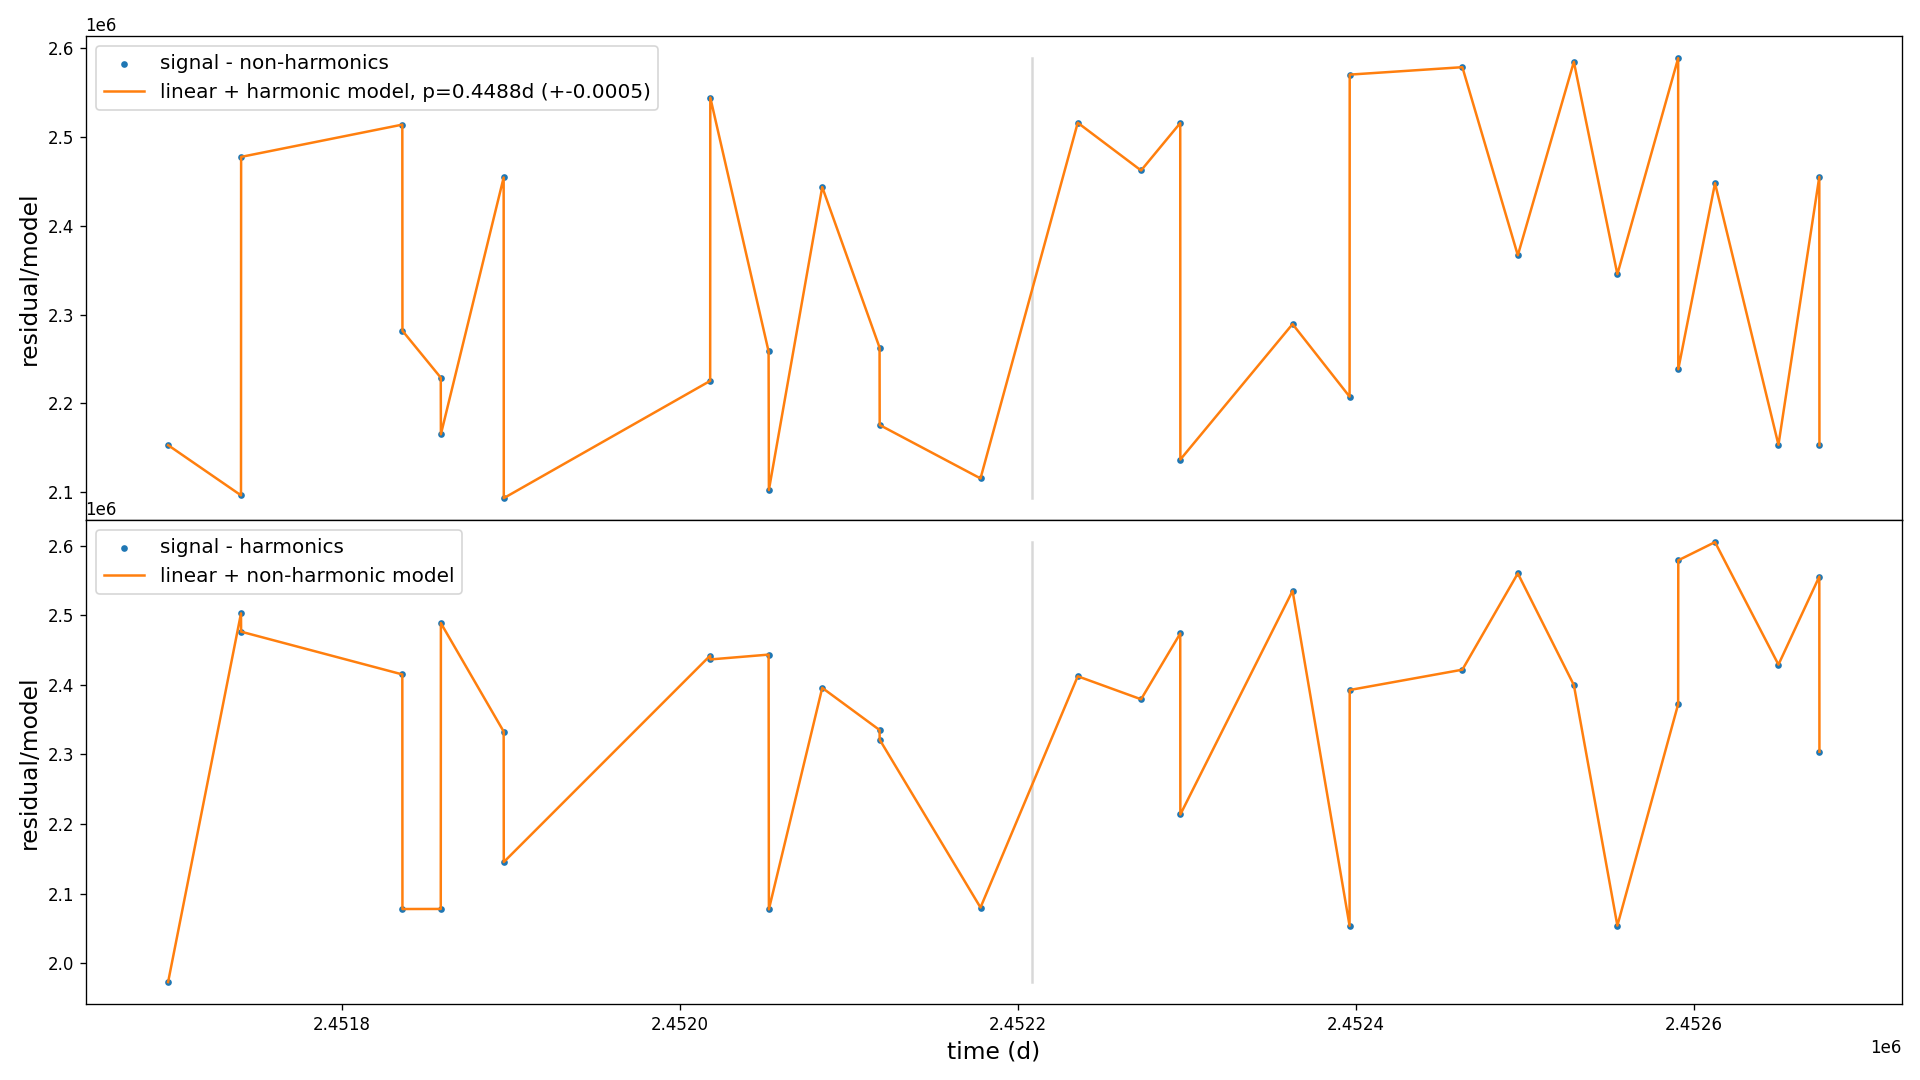 1e6
signal - non-harmonics
linear + harmonic model, p=0.4488d (+-0.0005)
2.6
2.5
2.4
2.3
2.2
2.1
residual/model
1e6
signal - harmonics
linear + non-harmonic model
2.6
2.5
2.4
2.3
2.2
2.1
2.0
residual/model
2.4518
2.4520
2.4522
2.4524
2.4526
time (d)
1e6